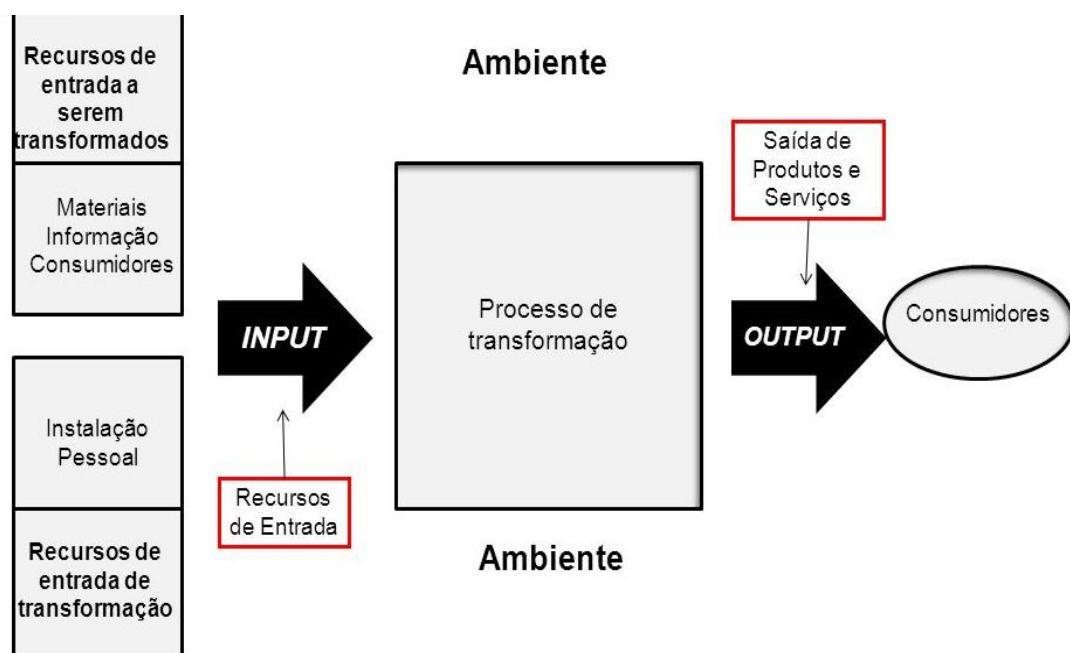 Recursos de
entrada a
serem
transformados
Materiais
Informação
Consumidores
Instalação
Pessoal
Recursos de
entrada de
transformação
INPUT
Recursos
de Entrada
Ambiente
Processo de
transformação
Ambiente
Saída de
Produtos e
Serviços
OUTPUT
Consumidores